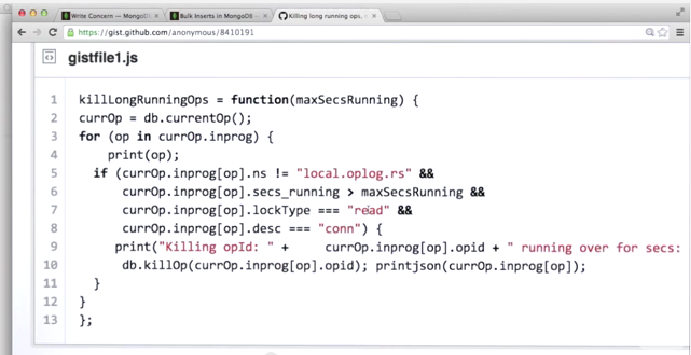 Write Concern — MongoDB
Bulk Inserts in MongoDB —
Killing long running ops, n
https://gist.github.com/anonymous/8410191
gistfile1.js
1 killLongRunningOps = function(maxSecsRunning) {
2 currOp = db.currentOp();
3 for (op in currOp.inprog) {
4 print(op);
5 if (currOp.inprog[op].ns != "local.oplog.rs" &&
6 currOp.inprog[op].secs_running > maxSecsRunning &&
7 currOp.inprog[op].lockType === "read" &&
8 currOp.inprog[op].desc === "conn") {
9 print("Killing opId: " + currOp.inprog[op].opid + " running over for secs:
10 db.killOp(currOp.inprog[op].opid); printjson(currOp.inprog[op]);
11 }
12 }
13 };